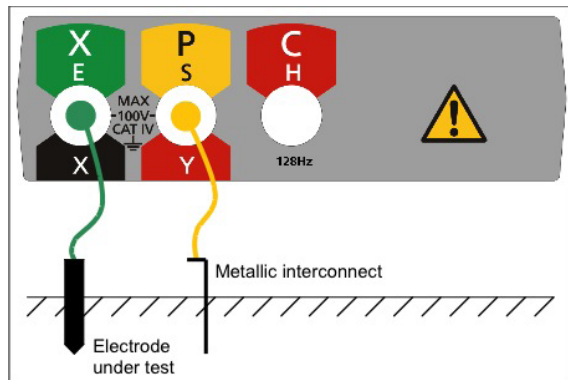 X
E
P
S
C
H
MAX
100V
CAT IV
X
Y
128Hz
Metallic interconnect
Electrode
under test